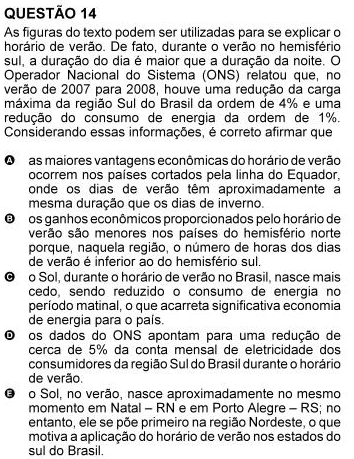 QUESTÃO 14
As figuras do texto podem ser utilizadas para se explicar o
horário de verão. De fato, durante o verão no hemisfério
sul, a duração do dia é maior que a duração da noite. O
Operador Nacional do Sistema (ONS) relatou que, no
verão de 2007 para 2008, houve uma redução da carga
máxima da região Sul do Brasil da ordem de 4% e uma
redução do consumo de energia da ordem de 1%.
Considerando essas informações, é correto afirmar que
A as maiores vantagens econômicas do horário de verão
ocorrem nos países cortados pela linha do Equador,
onde os dias de verão têm aproximadamente a
mesma duração que os dias de inverno.
B os ganhos econômicos proporcionados pelo horário de
verão são menores nos países do hemisfério norte
porque, naquela região, o número de horas dos dias
de verão é inferior ao do hemisfério sul.
C o Sol, durante o horário de verão no Brasil, nasce mais
cedo, sendo reduzido o consumo de energia no
período matinal, o que acarreta significativa economia
de energia para o país.
D os dados do ONS apontam para uma redução de
cerca de 5% da conta mensal de eletricidade dos
consumidores da região Sul do Brasil durante o horário
de verão.
E o Sol, no verão, nasce aproximadamente no mesmo
momento em Natal – RN e em Porto Alegre – RS; no
entanto, ele se põe primeiro na região Nordeste, o que
motiva a aplicação do horário de verão nos estados do
sul do Brasil.